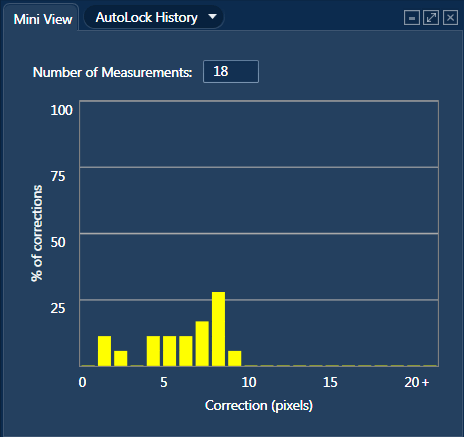 Mini View AutoLock History
Number of Measurements: 18
100
75
50
25
% of corrections
0 5 10 15 20 +
Correction (pixels)